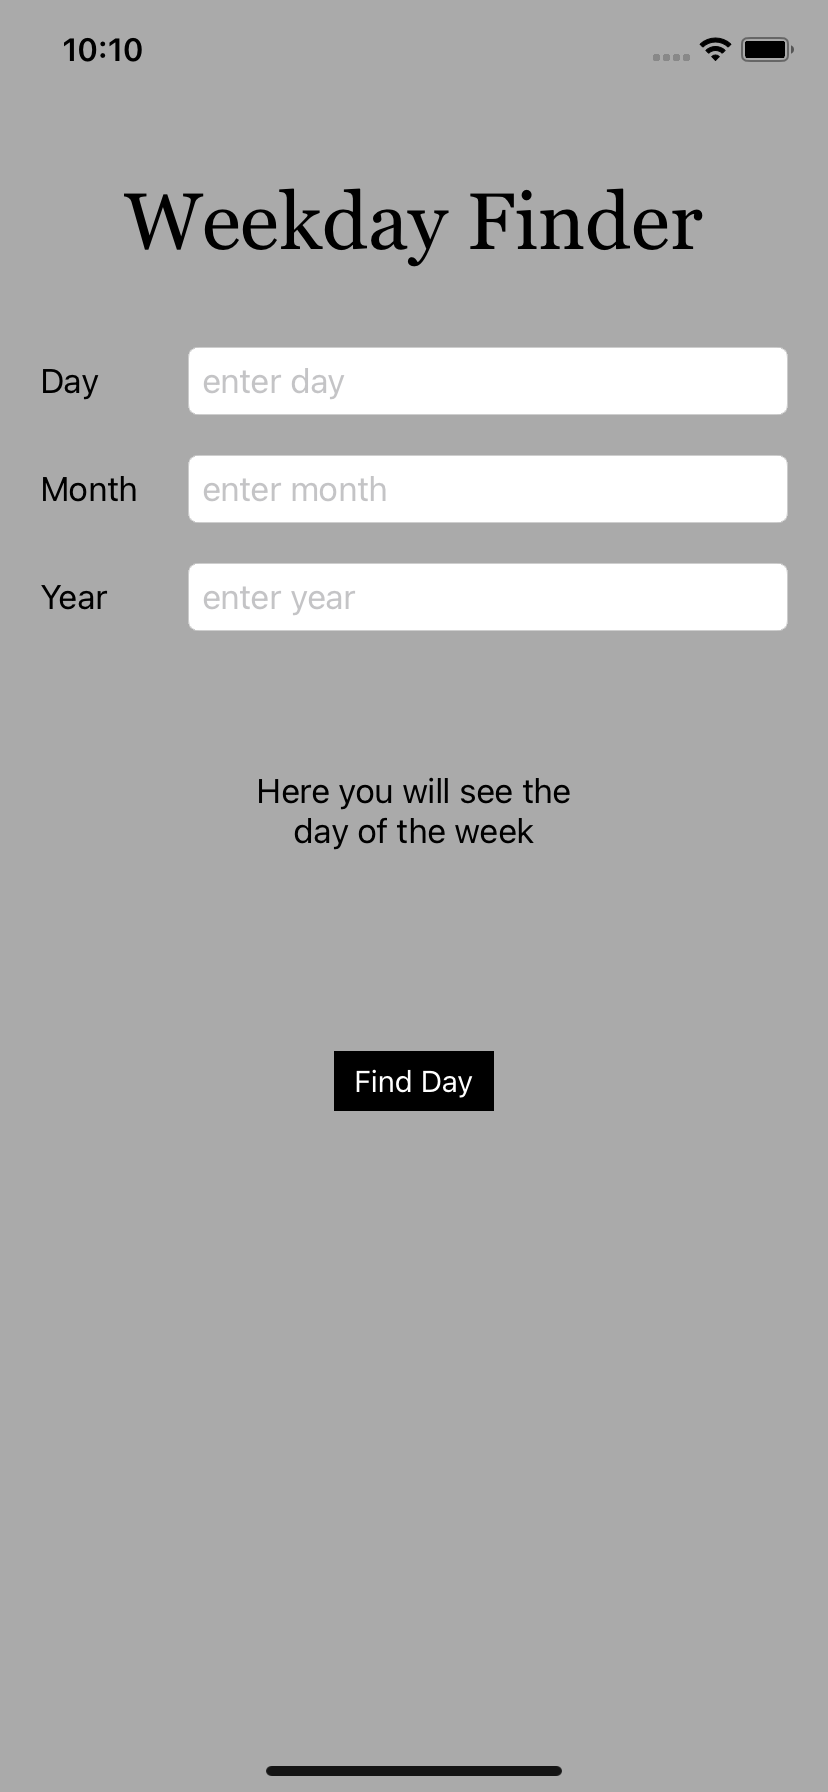 10:10
Weekday Finder
Day
enter day
Month
enter month
Year
enter year
Here you will see the
day of the week
Find Day